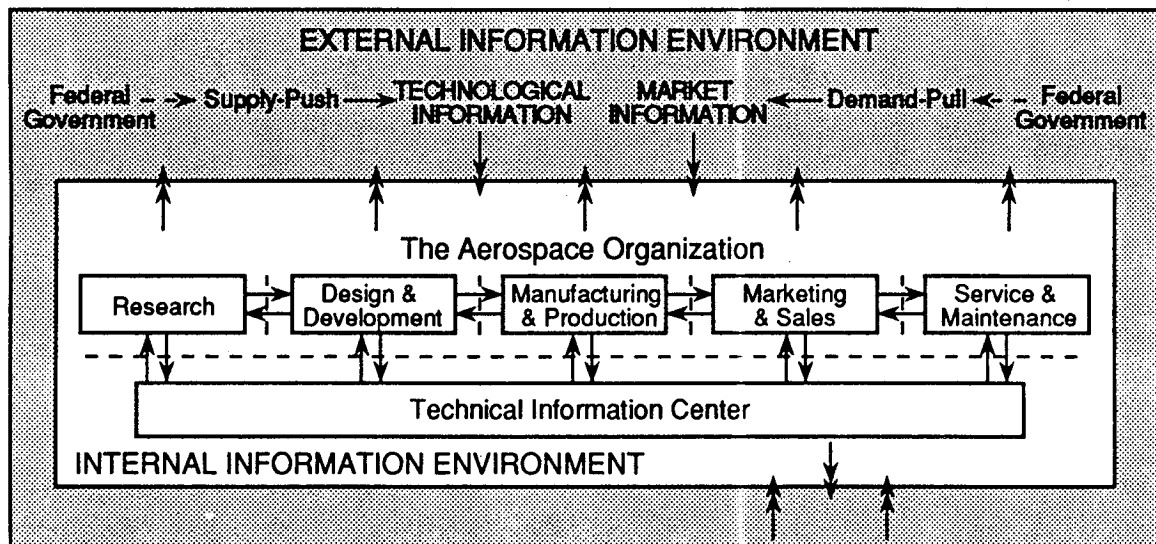 EXTERNAL INFORMATION ENVIRONMENT
Federal
Government
Supply-Push
TECHNOLOGICAL
INFORMATION
MARKET
INFORMATION
Demand-Pull
Federal
Government
The Aerospace Organization
Research
Design &
Development
Manufacturing
& Production
Marketing
& Sales
Service &
Maintenance
Technical Information Center
INTERNAL INFORMATION ENVIRONMENT